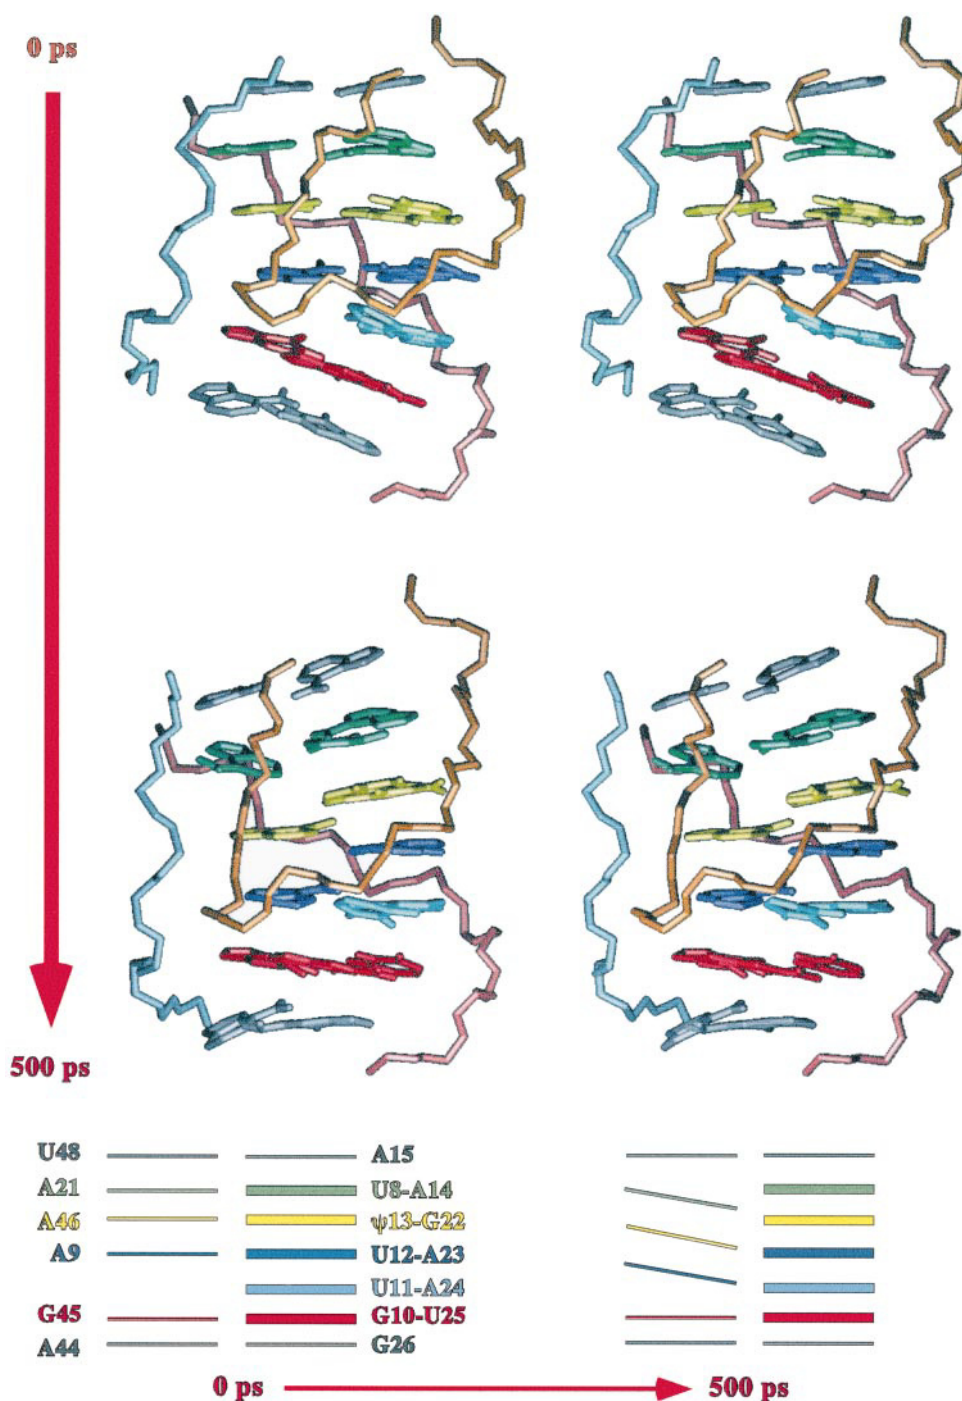 0 ps
500 ps
U48 A15
A21 U8-A14
A46 ψ13-G22
A9 U12-A23
U11-A24
G45 G10-U25
A44 G26
0 ps 500 ps